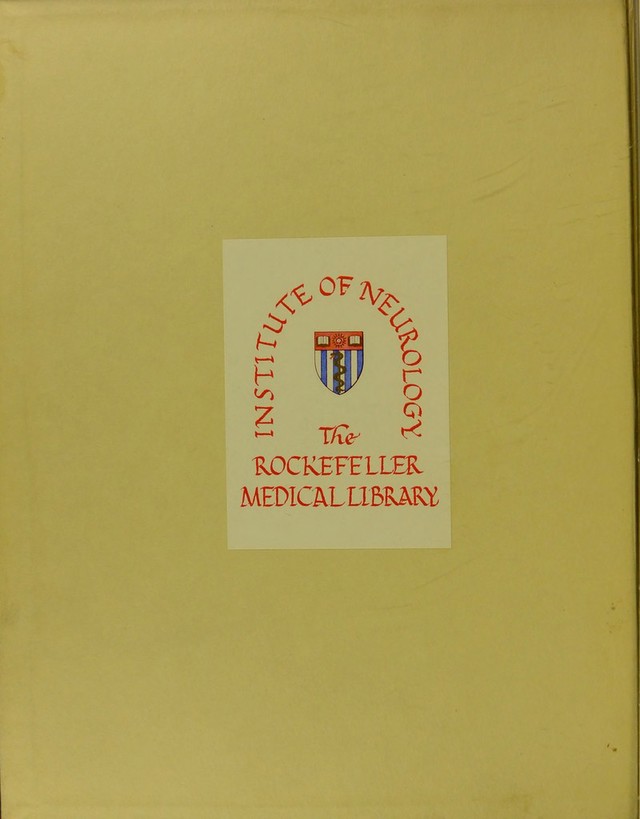 INSTITUTE OF NEUROLOGY
The
ROCKEFELLER
MEDICAL LIBRARY